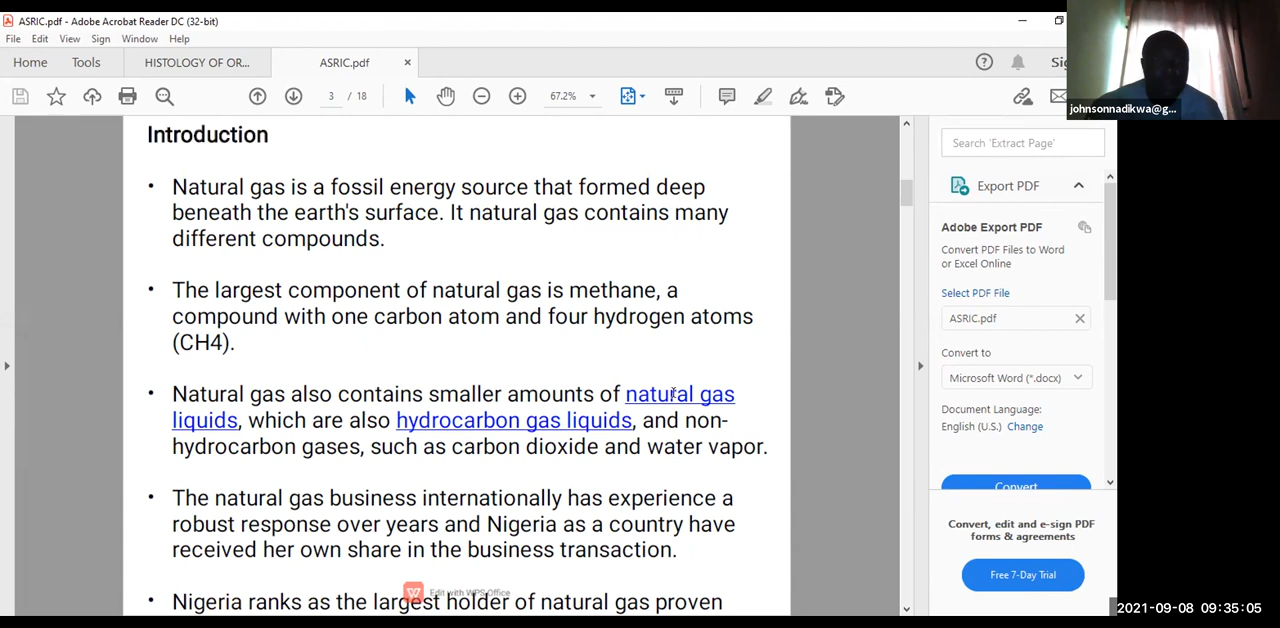 ASRIC.pdf - Adobe Acrobat Reader DC (32-bit)
File Edit View Sign Window Help
Home Tools HISTOLOGY OF OR... ASRIC.pdf
3 / 18 67.2%
johnsonnadikwa@g...
Introduction
• Natural gas is a fossil energy source that formed deep
beneath the earth's surface. It natural gas contains many
different compounds.
• The largest component of natural gas is methane, a
compound with one carbon atom and four hydrogen atoms
(CH4).
• Natural gas also contains smaller amounts of natural gas
liquids, which are also hydrocarbon gas liquids, and non-
hydrocarbon gases, such as carbon dioxide and water vapor.
• The natural gas business internationally has experience a
robust response over years and Nigeria as a country have
received her own share in the business transaction.
• Nigeria ranks as the largest holder of natural gas proven
Edit with WPS Office
Search 'Extract Page'
Export PDF
Adobe Export PDF
Convert PDF Files to Word
or Excel Online
Select PDF File
ASRIC.pdf
Convert to
Microsoft Word (*.docx)
Document Language:
English (U.S.) Change
Convert
Convert, edit and e-sign PDF
forms & agreements
Free 7-Day Trial
2021-09-08 09:35:05